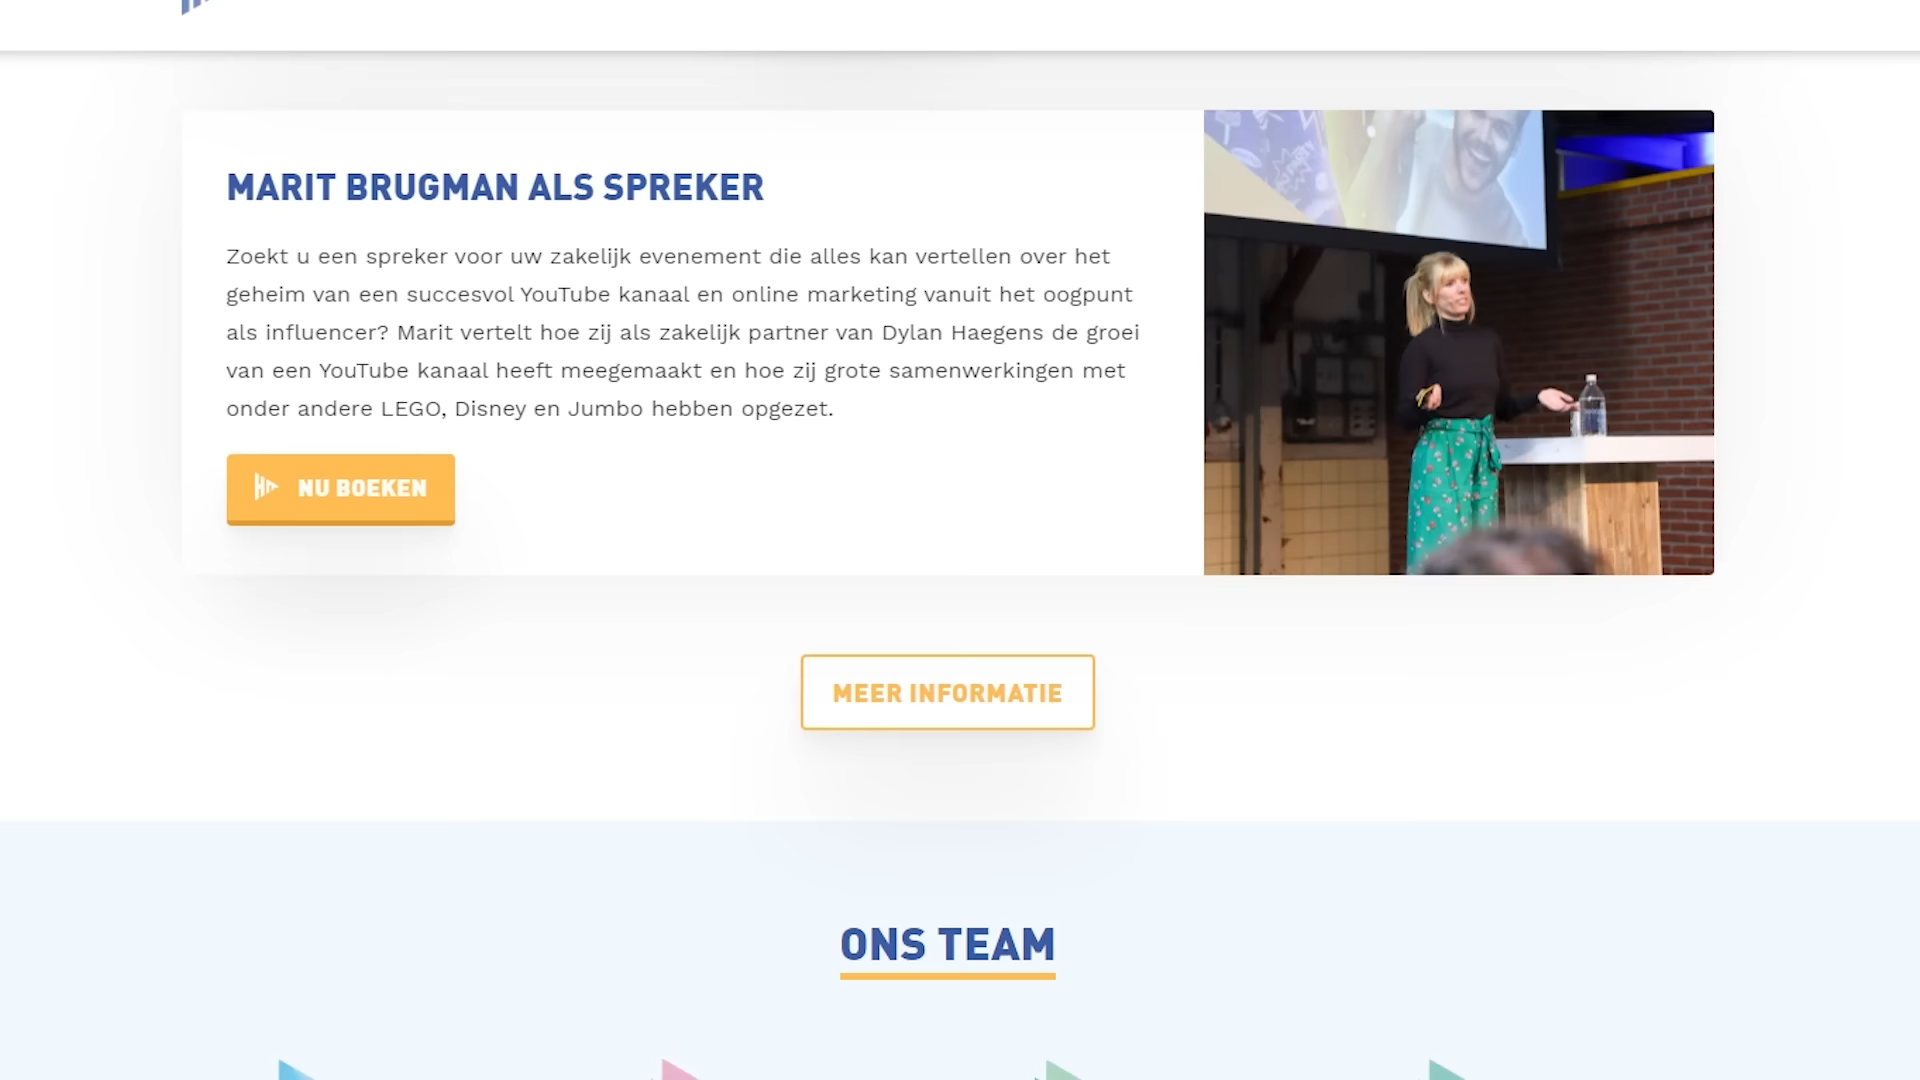 MARIT BRUGMAN ALS SPREKER
Zoekt u een spreker voor uw zakelijk evenement die alles kan vertellen over het
geheim van een succesvol YouTube kanaal en online marketing vanuit het oogpunt
als influencer? Marit vertelt hoe zij als zakelijk partner van Dylan Haegens de groei
van een YouTube kanaal heeft meegemaakt en hoe zij grote samenwerkingen met
onder andere LEGO, Disney en Jumbo hebben opgezet.
NU BOEKEN
MEER INFORMATIE
ONS TEAM